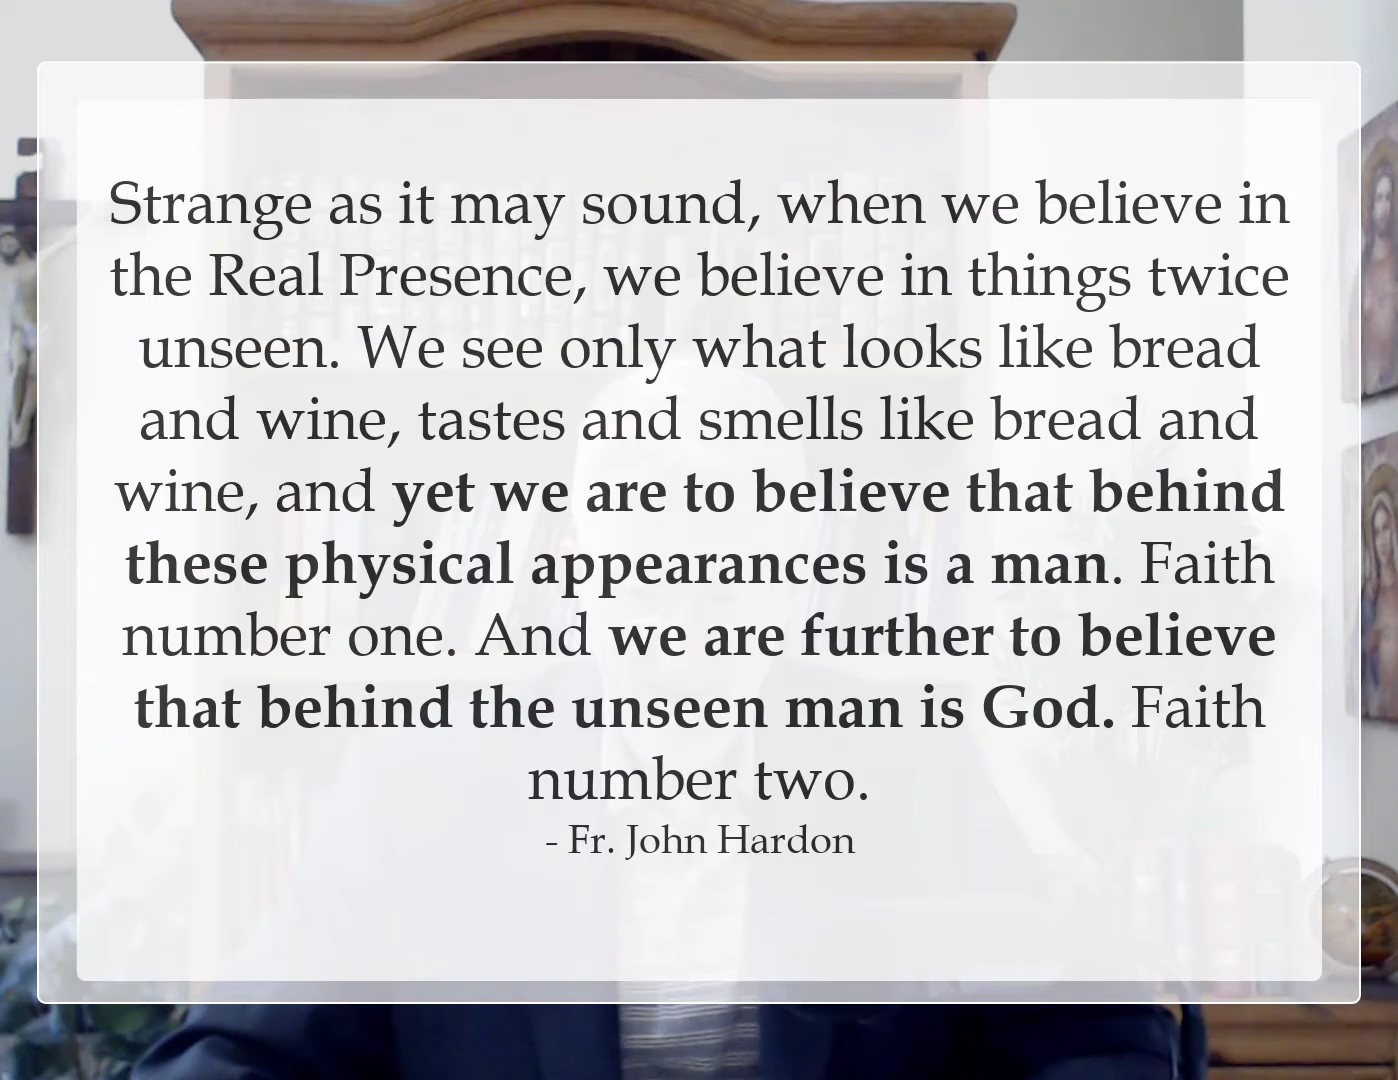 Strange as it may sound, when we believe in
the Real Presence, we believe in things twice
unseen. We see only what looks like bread
and wine, tastes and smells like bread and
wine, and yet we are to believe that behind
these physical appearances is a man. Faith
number one. And we are further to believe
that behind the unseen man is God. Faith
number two.
- Fr. John Hardon